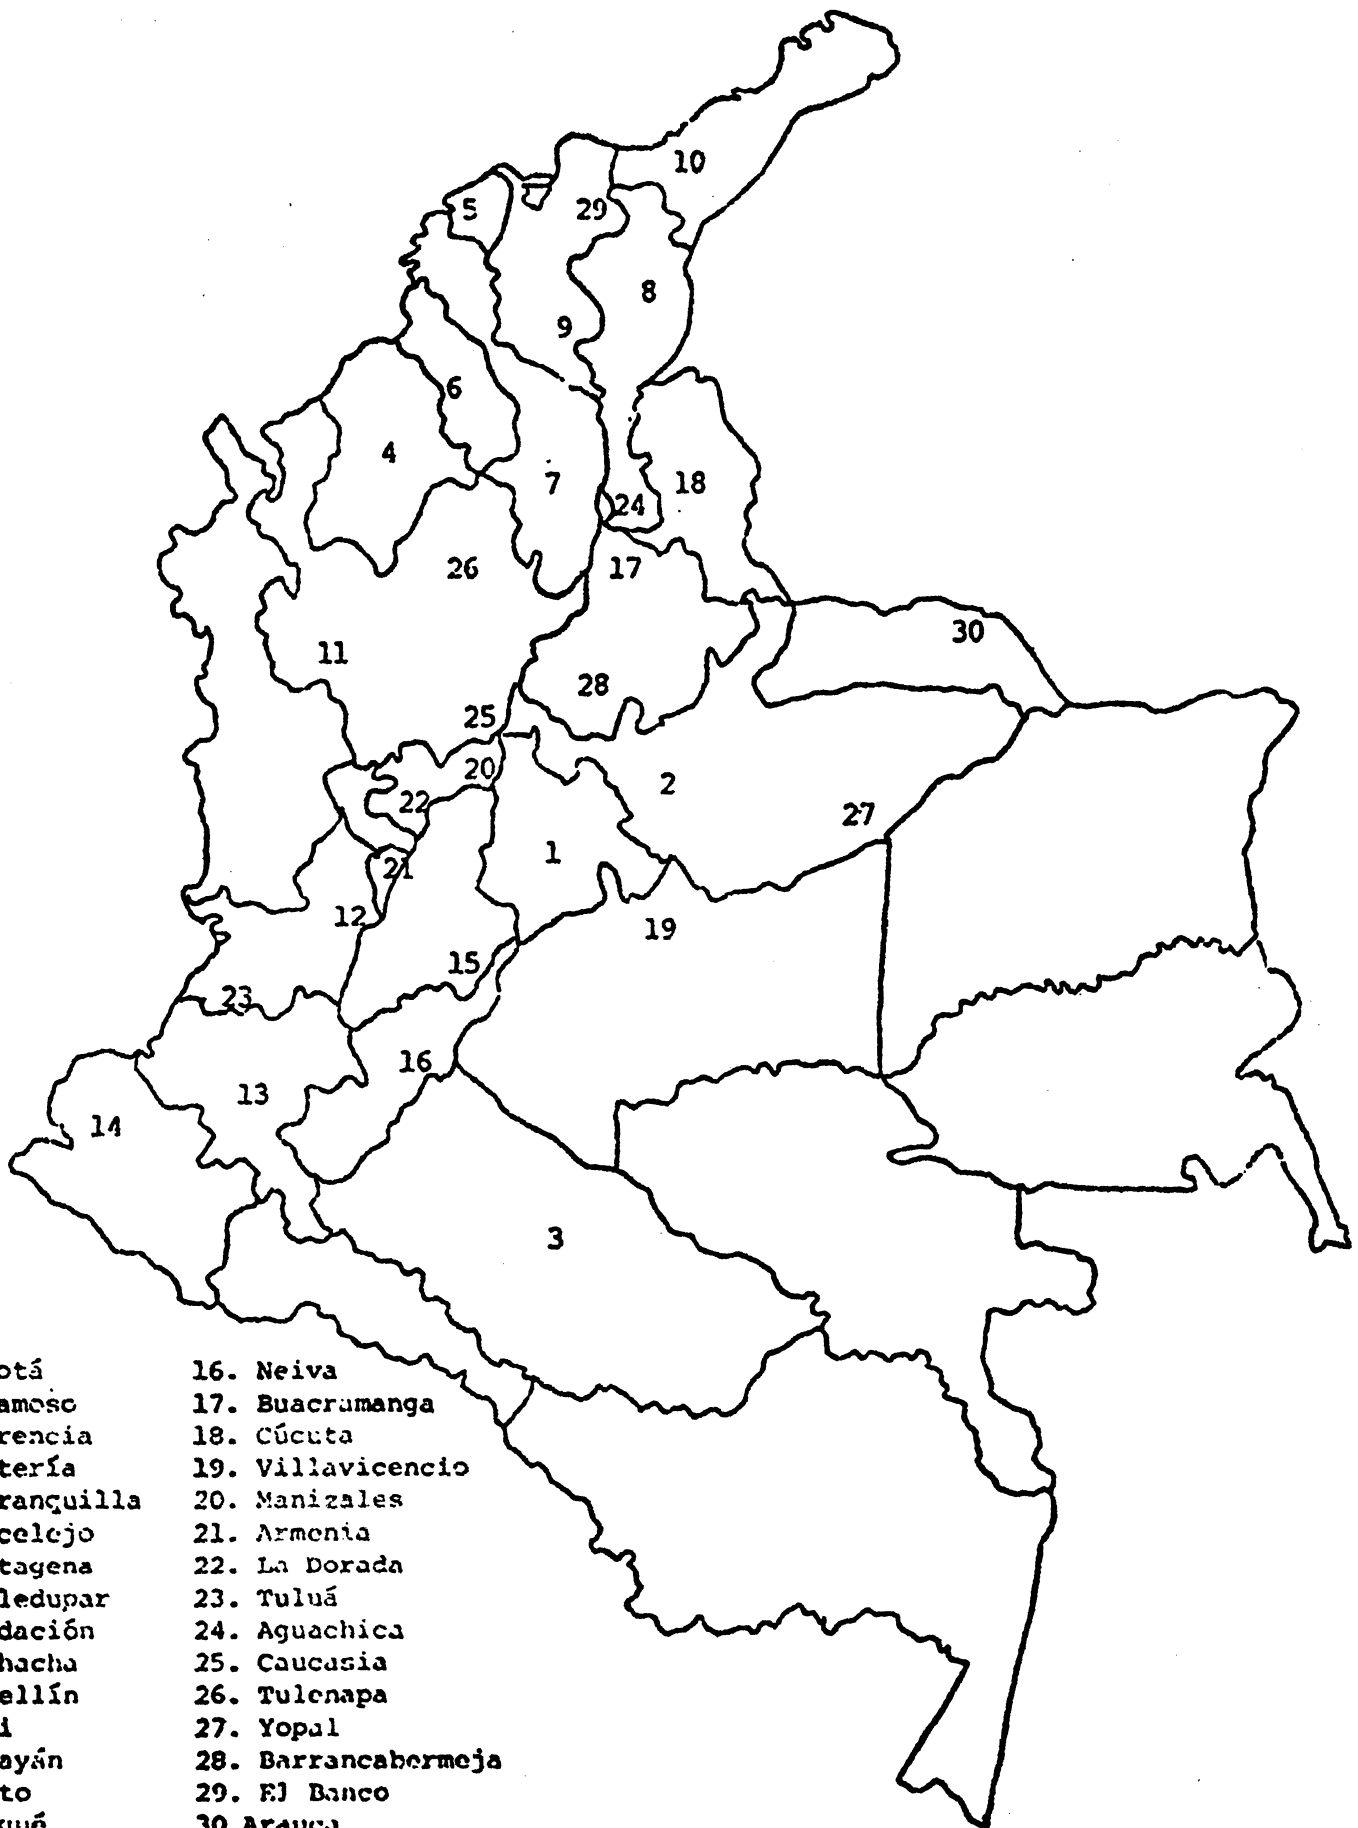 10
5
29
8
9
6
4
7
18
24
26
17
30
11
28
25
20
2
22
27
1
21
12
19
15
23
16
13
14
3
otá 16. Neiva
amoso 17. Buacramanga
rencia 18. Cúcuta
tería 19. Villavicencio
ranquilla 20. Manizales
celejo 21. Armenia
tagena 22. La Dorada
ledupar 23. Tuluá
dación 24. Aguachica
hacha 25. Caucasia
ellín 26. Tulenapa
i 27. Yopal
ayán 28. Barrancabermeja
to 29. El Banco
gué 30 Arauca